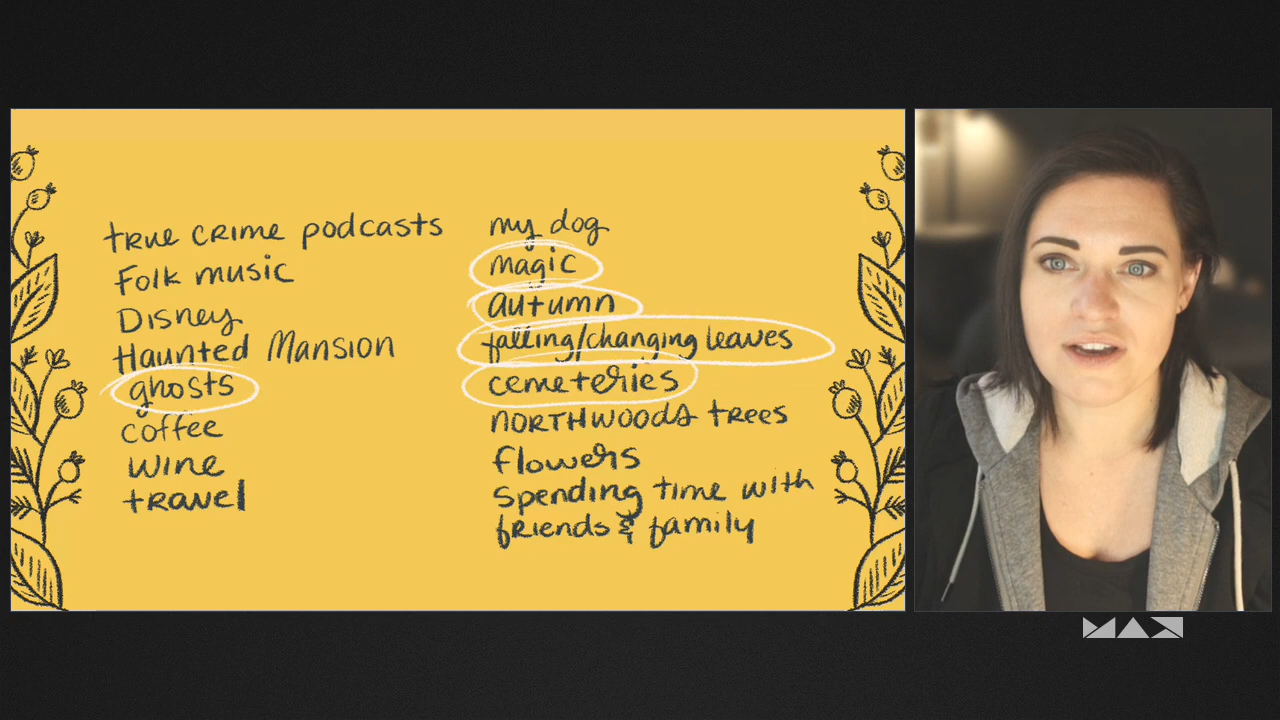 true crime podcasts
Folk music
Disney
Haunted Mansion
ghosts
coffee
wine
travel
my dog
magic
autumn
falling/changing leaves
cemeteries
northwoods trees
flowers
spending time with
friends & family
MAX